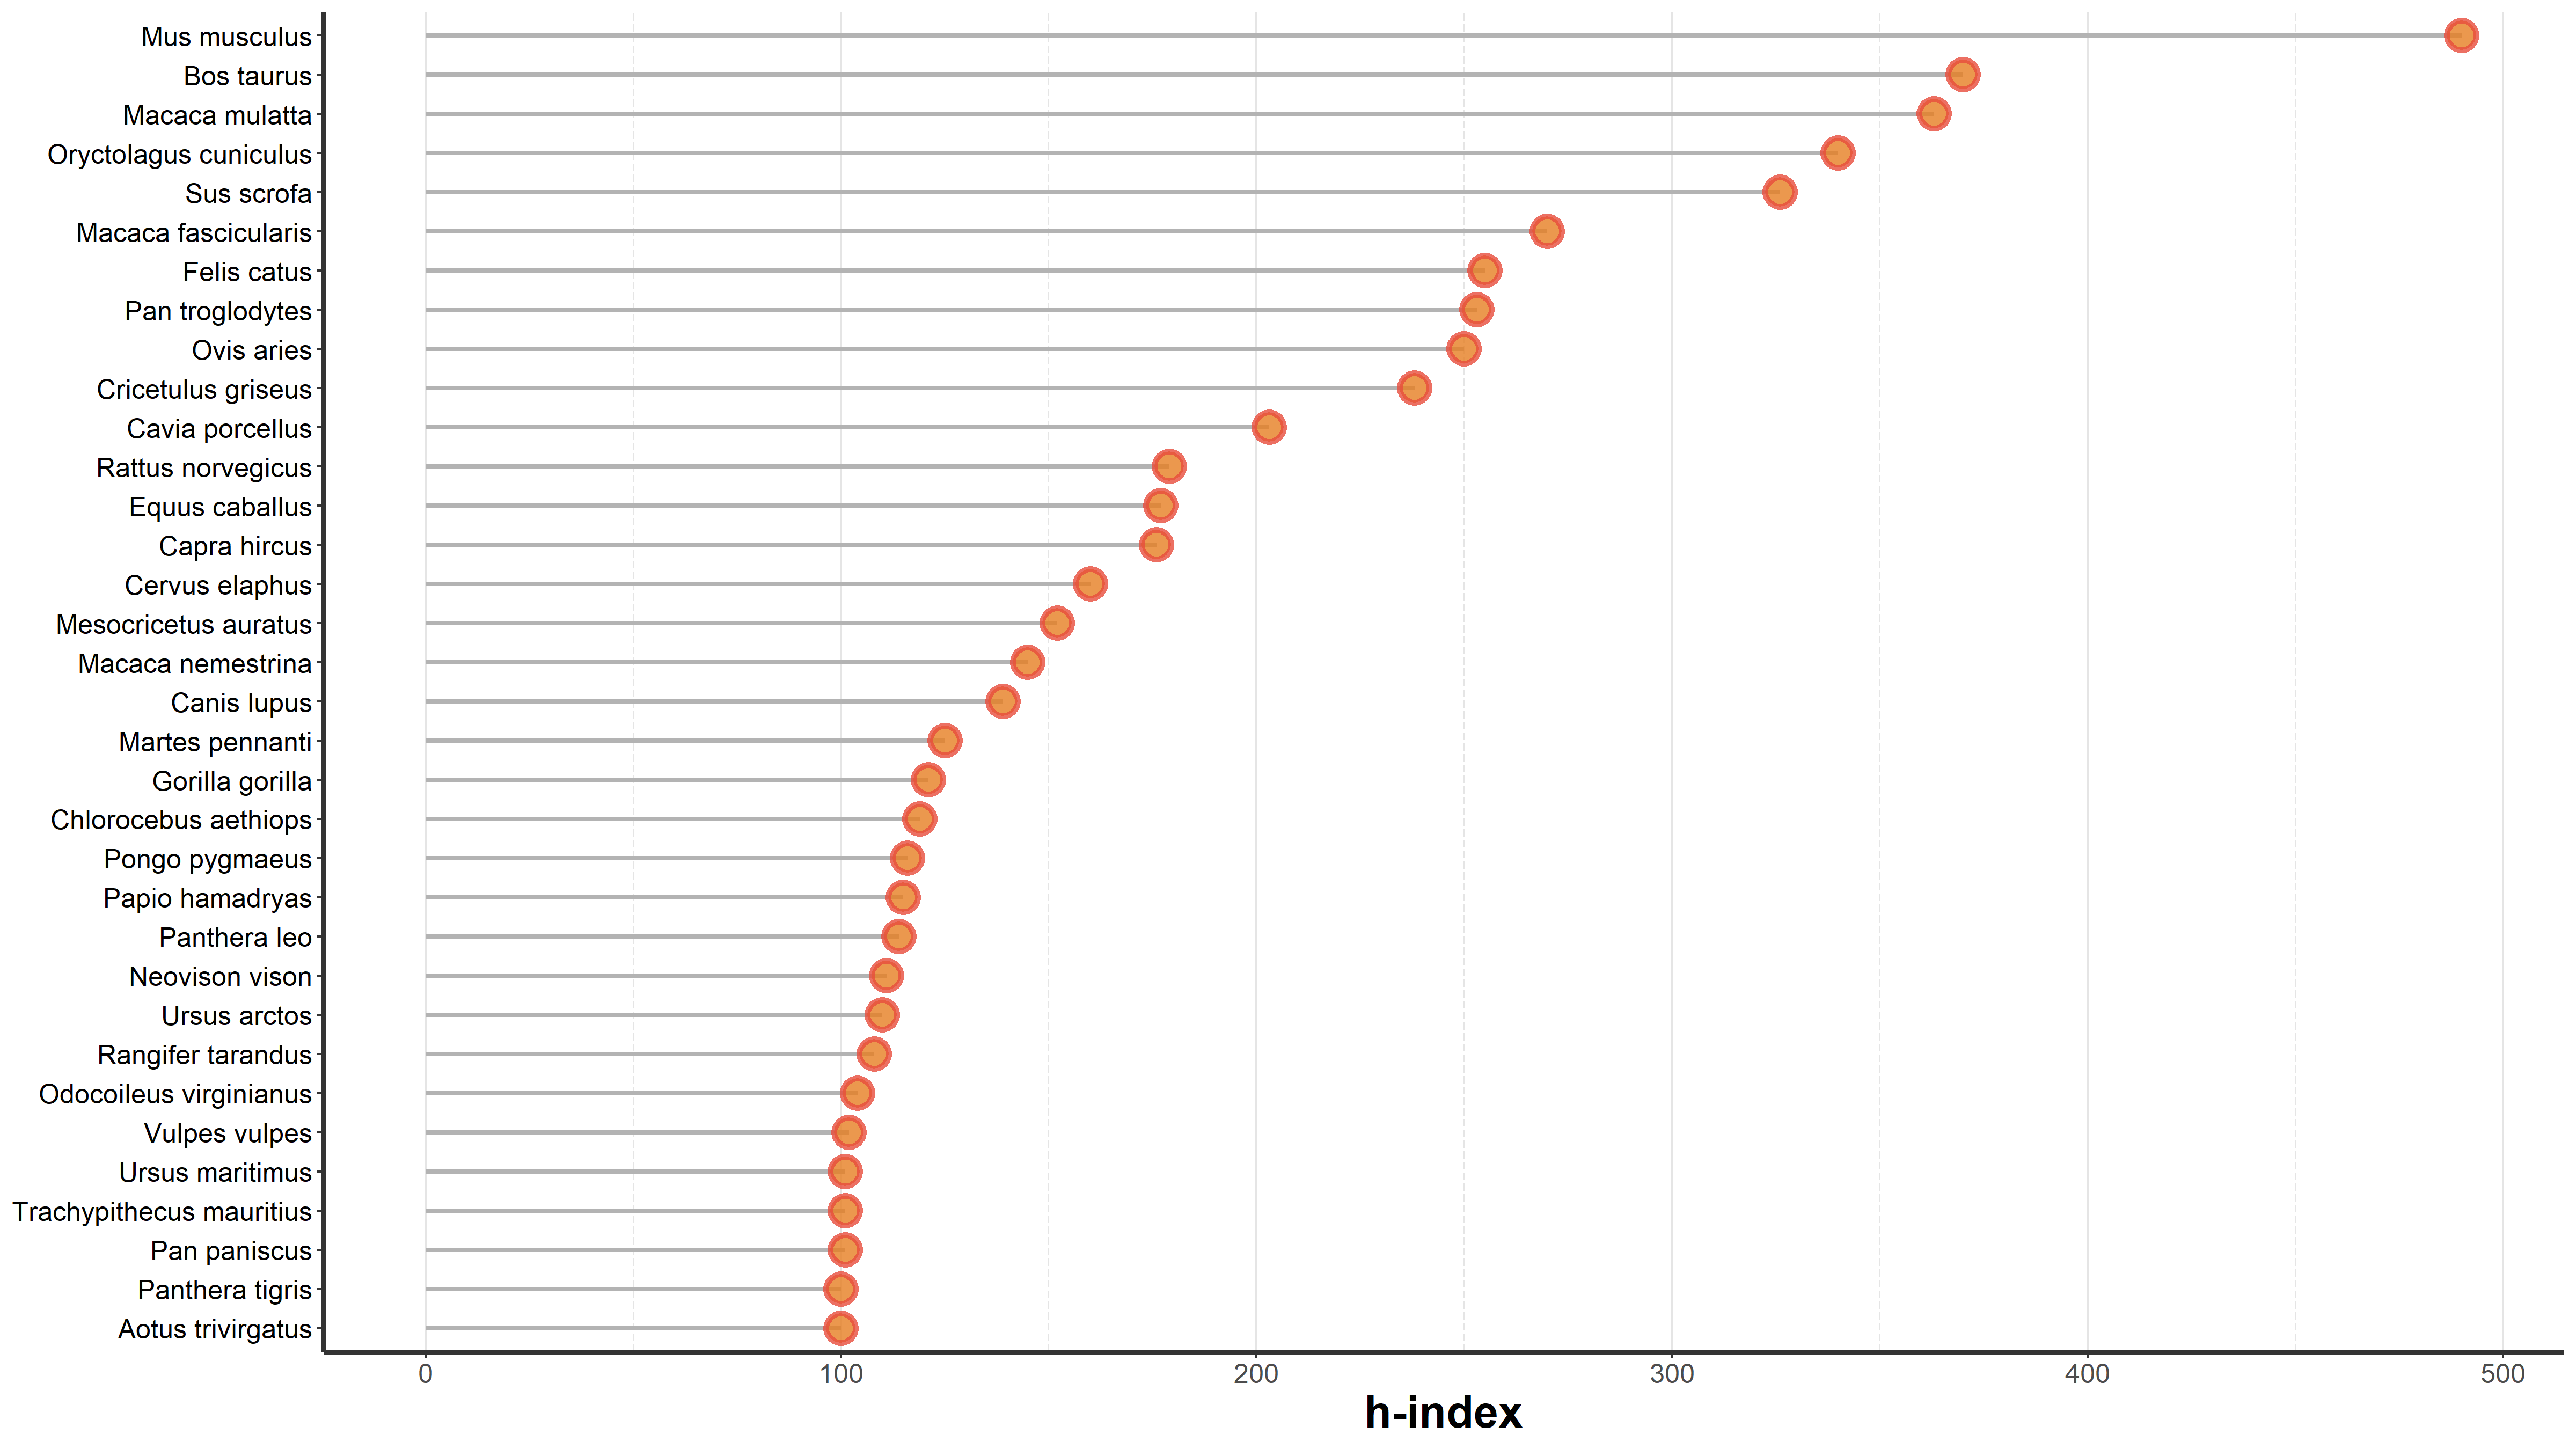 Mus musculus
Bos taurus
Macaca mulatta
Oryctolagus cuniculus
Sus scrofa
Macaca fascicularis
Felis catus
Pan troglodytes
Ovis aries
Cricetulus griseus
Cavia porcellus
Rattus norvegicus
Equus caballus
Capra hircus
Cervus elaphus
Mesocricetus auratus
Macaca nemestrina
Canis lupus
Martes pennanti
Gorilla gorilla
Chlorocebus aethiops
Pongo pygmaeus
Papio hamadryas
Panthera leo
Neovison vison
Ursus arctos
Rangifer tarandus
Odocoileus virginianus
Vulpes vulpes
Ursus maritimus
Trachypithecus mauritius
Pan paniscus
Panthera tigris
Aotus trivirgatus
0 100 200 300 400 500
h-index